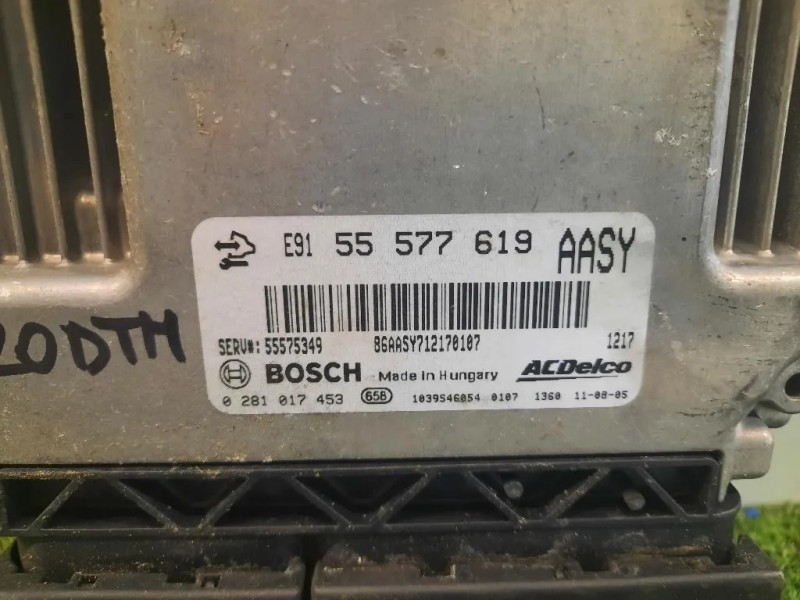 E91 55 577 619 AASY
SERV#: 55575349 86AASY712170107 1217
BOSCH Made in Hungary ACDelco
0 281 017 453 65B 1039S46054 0107 1360 11-08-05
20DTH